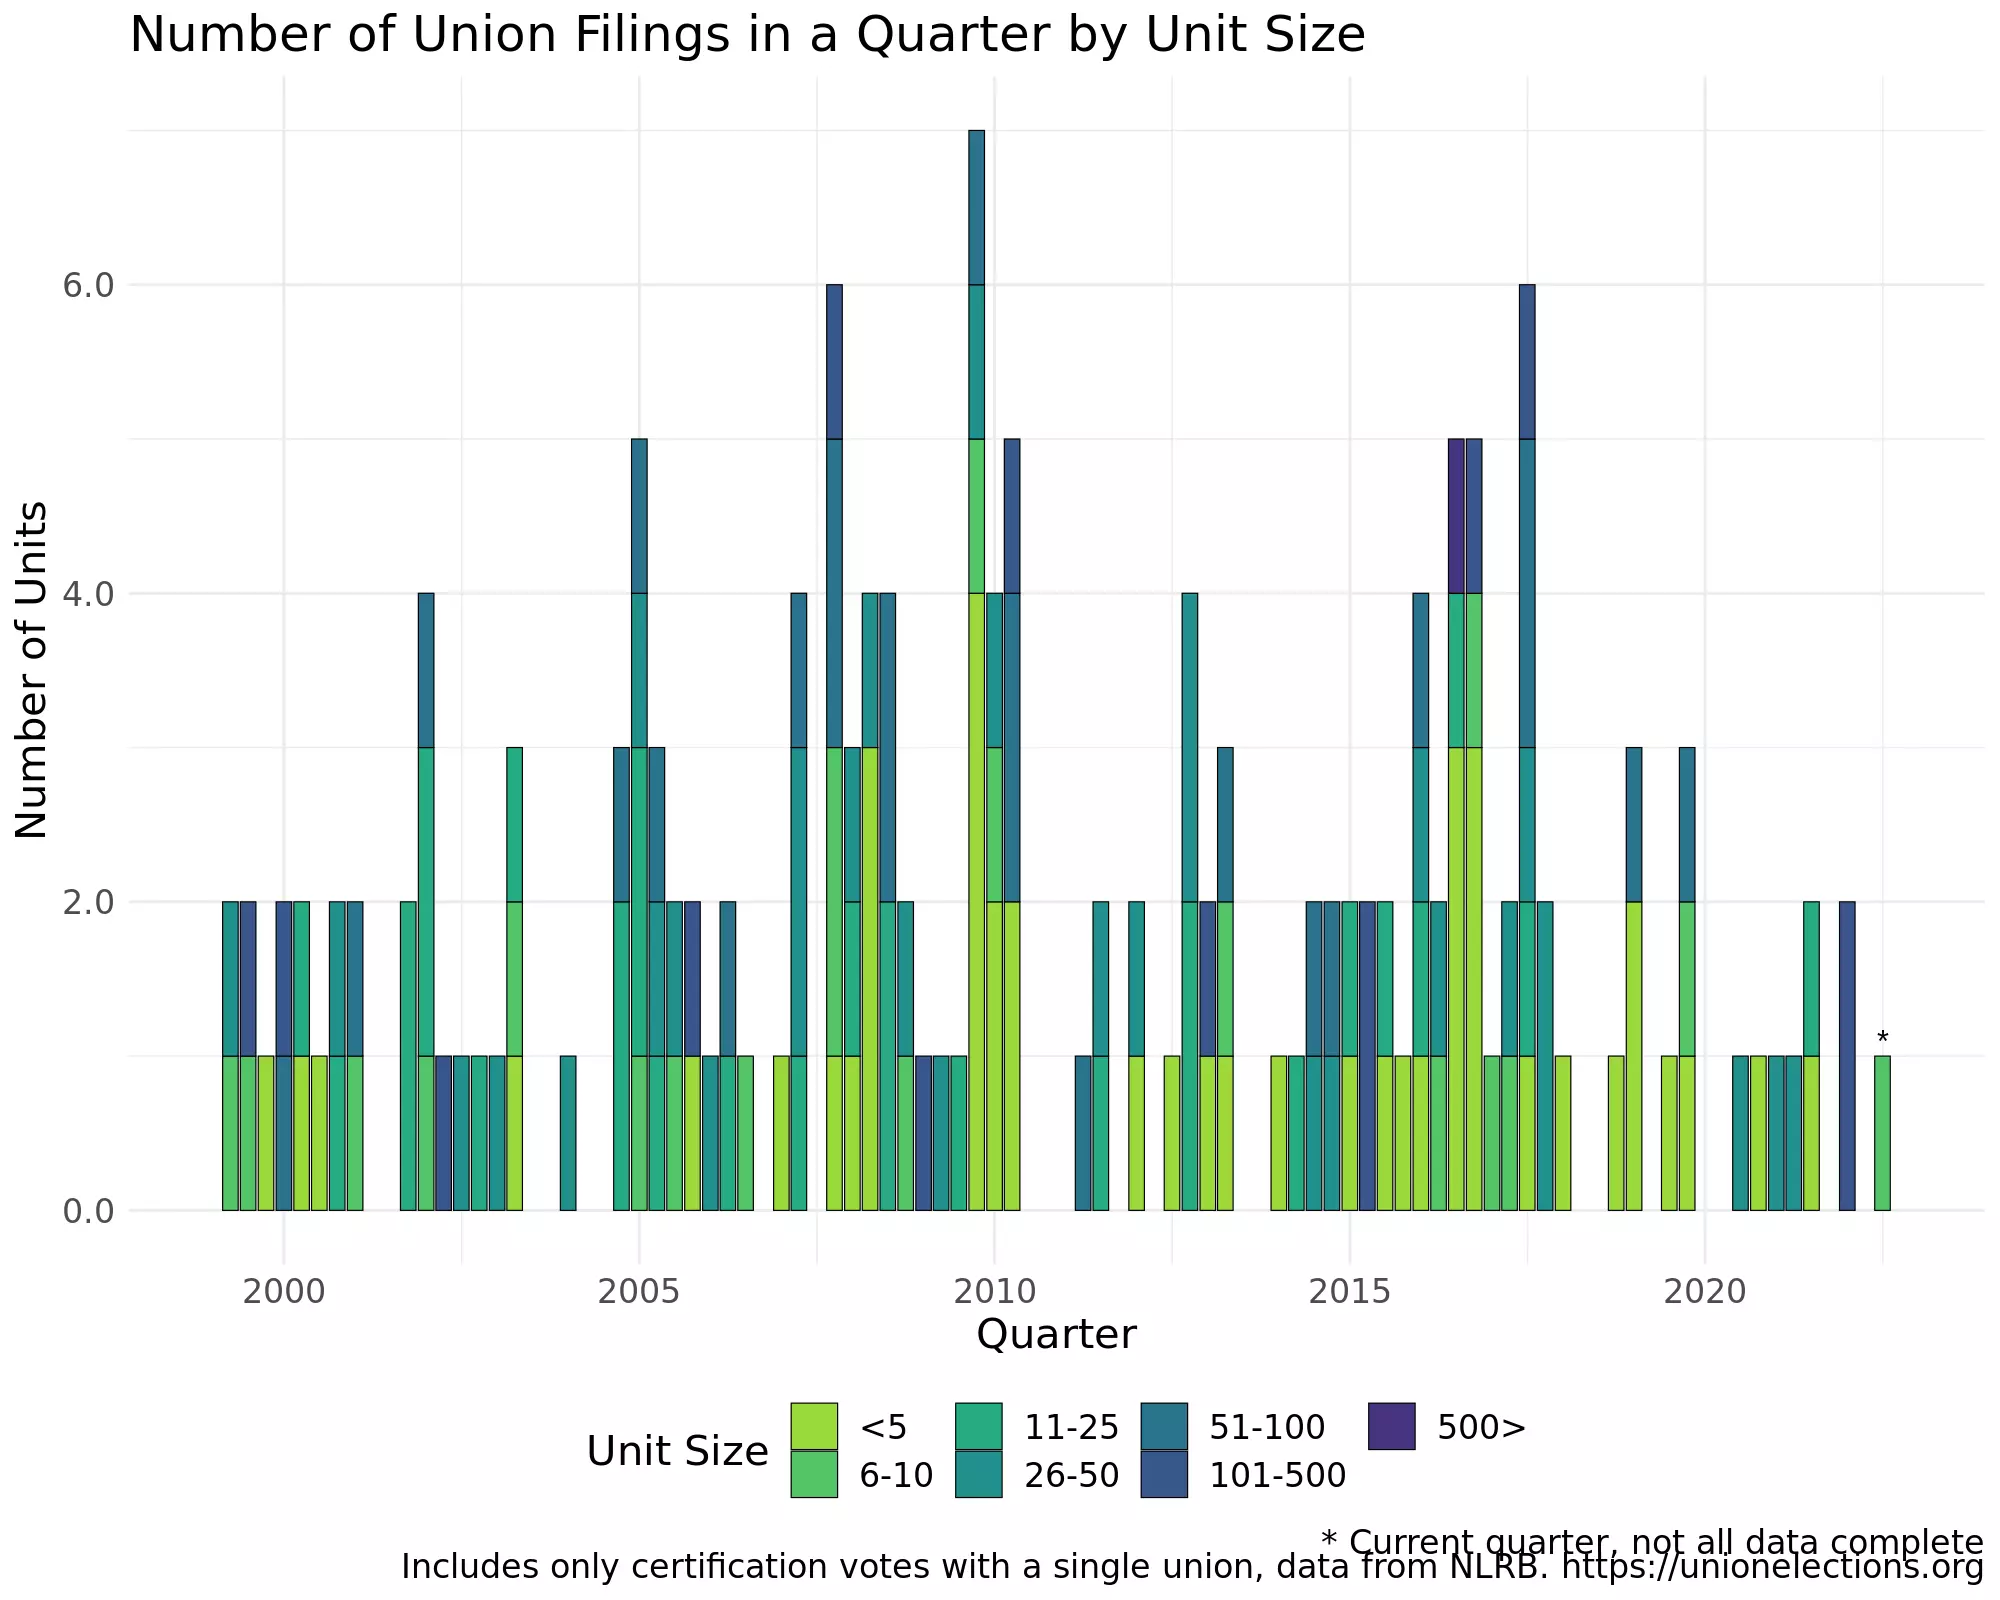 Number of Union Filings in a Quarter by Unit Size
Number of Units
6.0
4.0
2.0
0.0
*
2000 2005 2010 2015 2020
Quarter
Unit Size
<5 11-25 51-100 500>
6-10 26-50 101-500
* Current quarter, not all data complete
Includes only certification votes with a single union, data from NLRB. https://unionelections.org